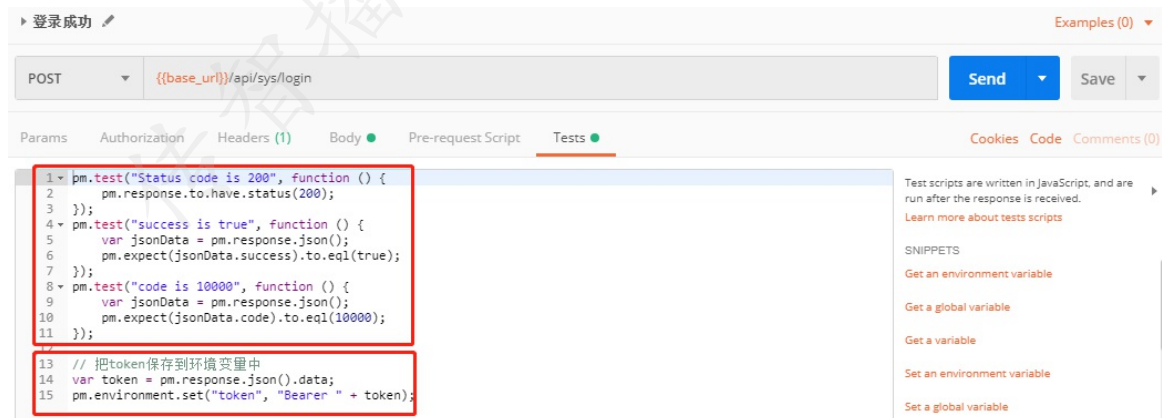 登录成功
Examples (0)
POST {{base_url}}/api/sys/login Send Save
Params Authorization Headers (1) Body Pre-request Script Tests Cookies Code Comments (0)
1 pm.test("Status code is 200", function () {
2 pm.response.to.have.status(200);
3 });
4 pm.test("success is true", function () {
5 var jsonData = pm.response.json();
6 pm.expect(jsonData.success).to.eql(true);
7 });
8 pm.test("code is 10000", function () {
9 var jsonData = pm.response.json();
10 pm.expect(jsonData.code).to.eql(10000);
11 });
12
13 // 把token保存到环境变量中
14 var token = pm.response.json().data;
15 pm.environment.set("token", "Bearer " + token);
Test scripts are written in JavaScript, and are
run after the response is received.
Learn more about tests scripts
SNIPPETS
Get an environment variable
Get a global variable
Get a variable
Set an environment variable
Set a global variable
传智播